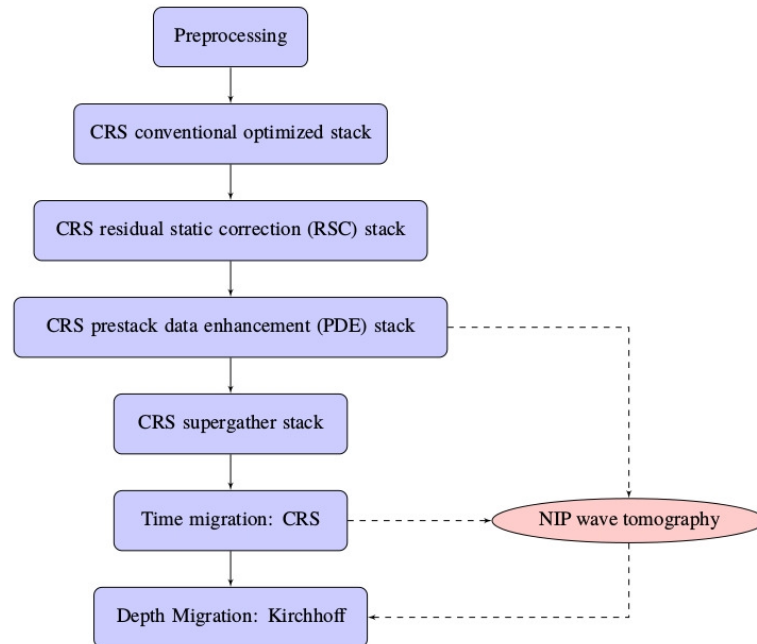 Preprocessing
CRS conventional optimized stack
CRS residual static correction (RSC) stack
CRS prestack data enhancement (PDE) stack
CRS supergather stack
Time migration: CRS
NIP wave tomography
Depth Migration: Kirchhoff